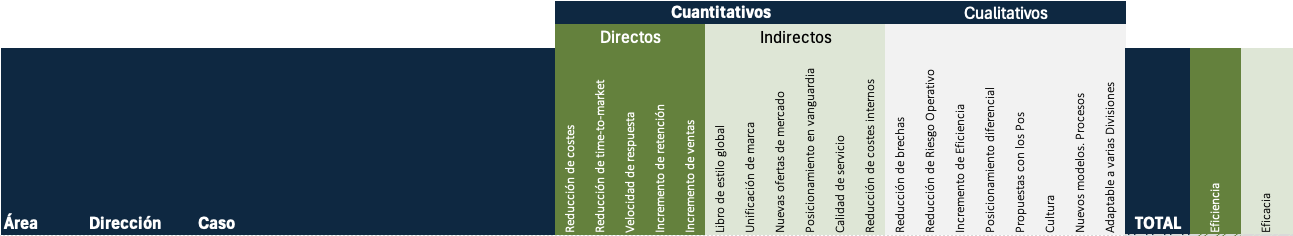 Cuantitativos
Cualitativos
Directos
Indirectos
Área
Dirección
Caso
Reducción de costes
Reducción de time-to-market
Velocidad de respuesta
Incremento de retención
Incremento de ventas
Libro de estilo global
Unificación de marca
Nuevas ofertas de mercado
Posicionamiento en vanguardia
Calidad de servicio
Reducción de costes internos
Reducción de brechas
Reducción de Riesgo Operativo
Incremento de Eficiencia
Posicionamiento diferencial
Propuestas con los Pos
Cultura
Nuevos modelos. Procesos
Adaptable a varias Divisiones
TOTAL
Eficiencia
Eficacia